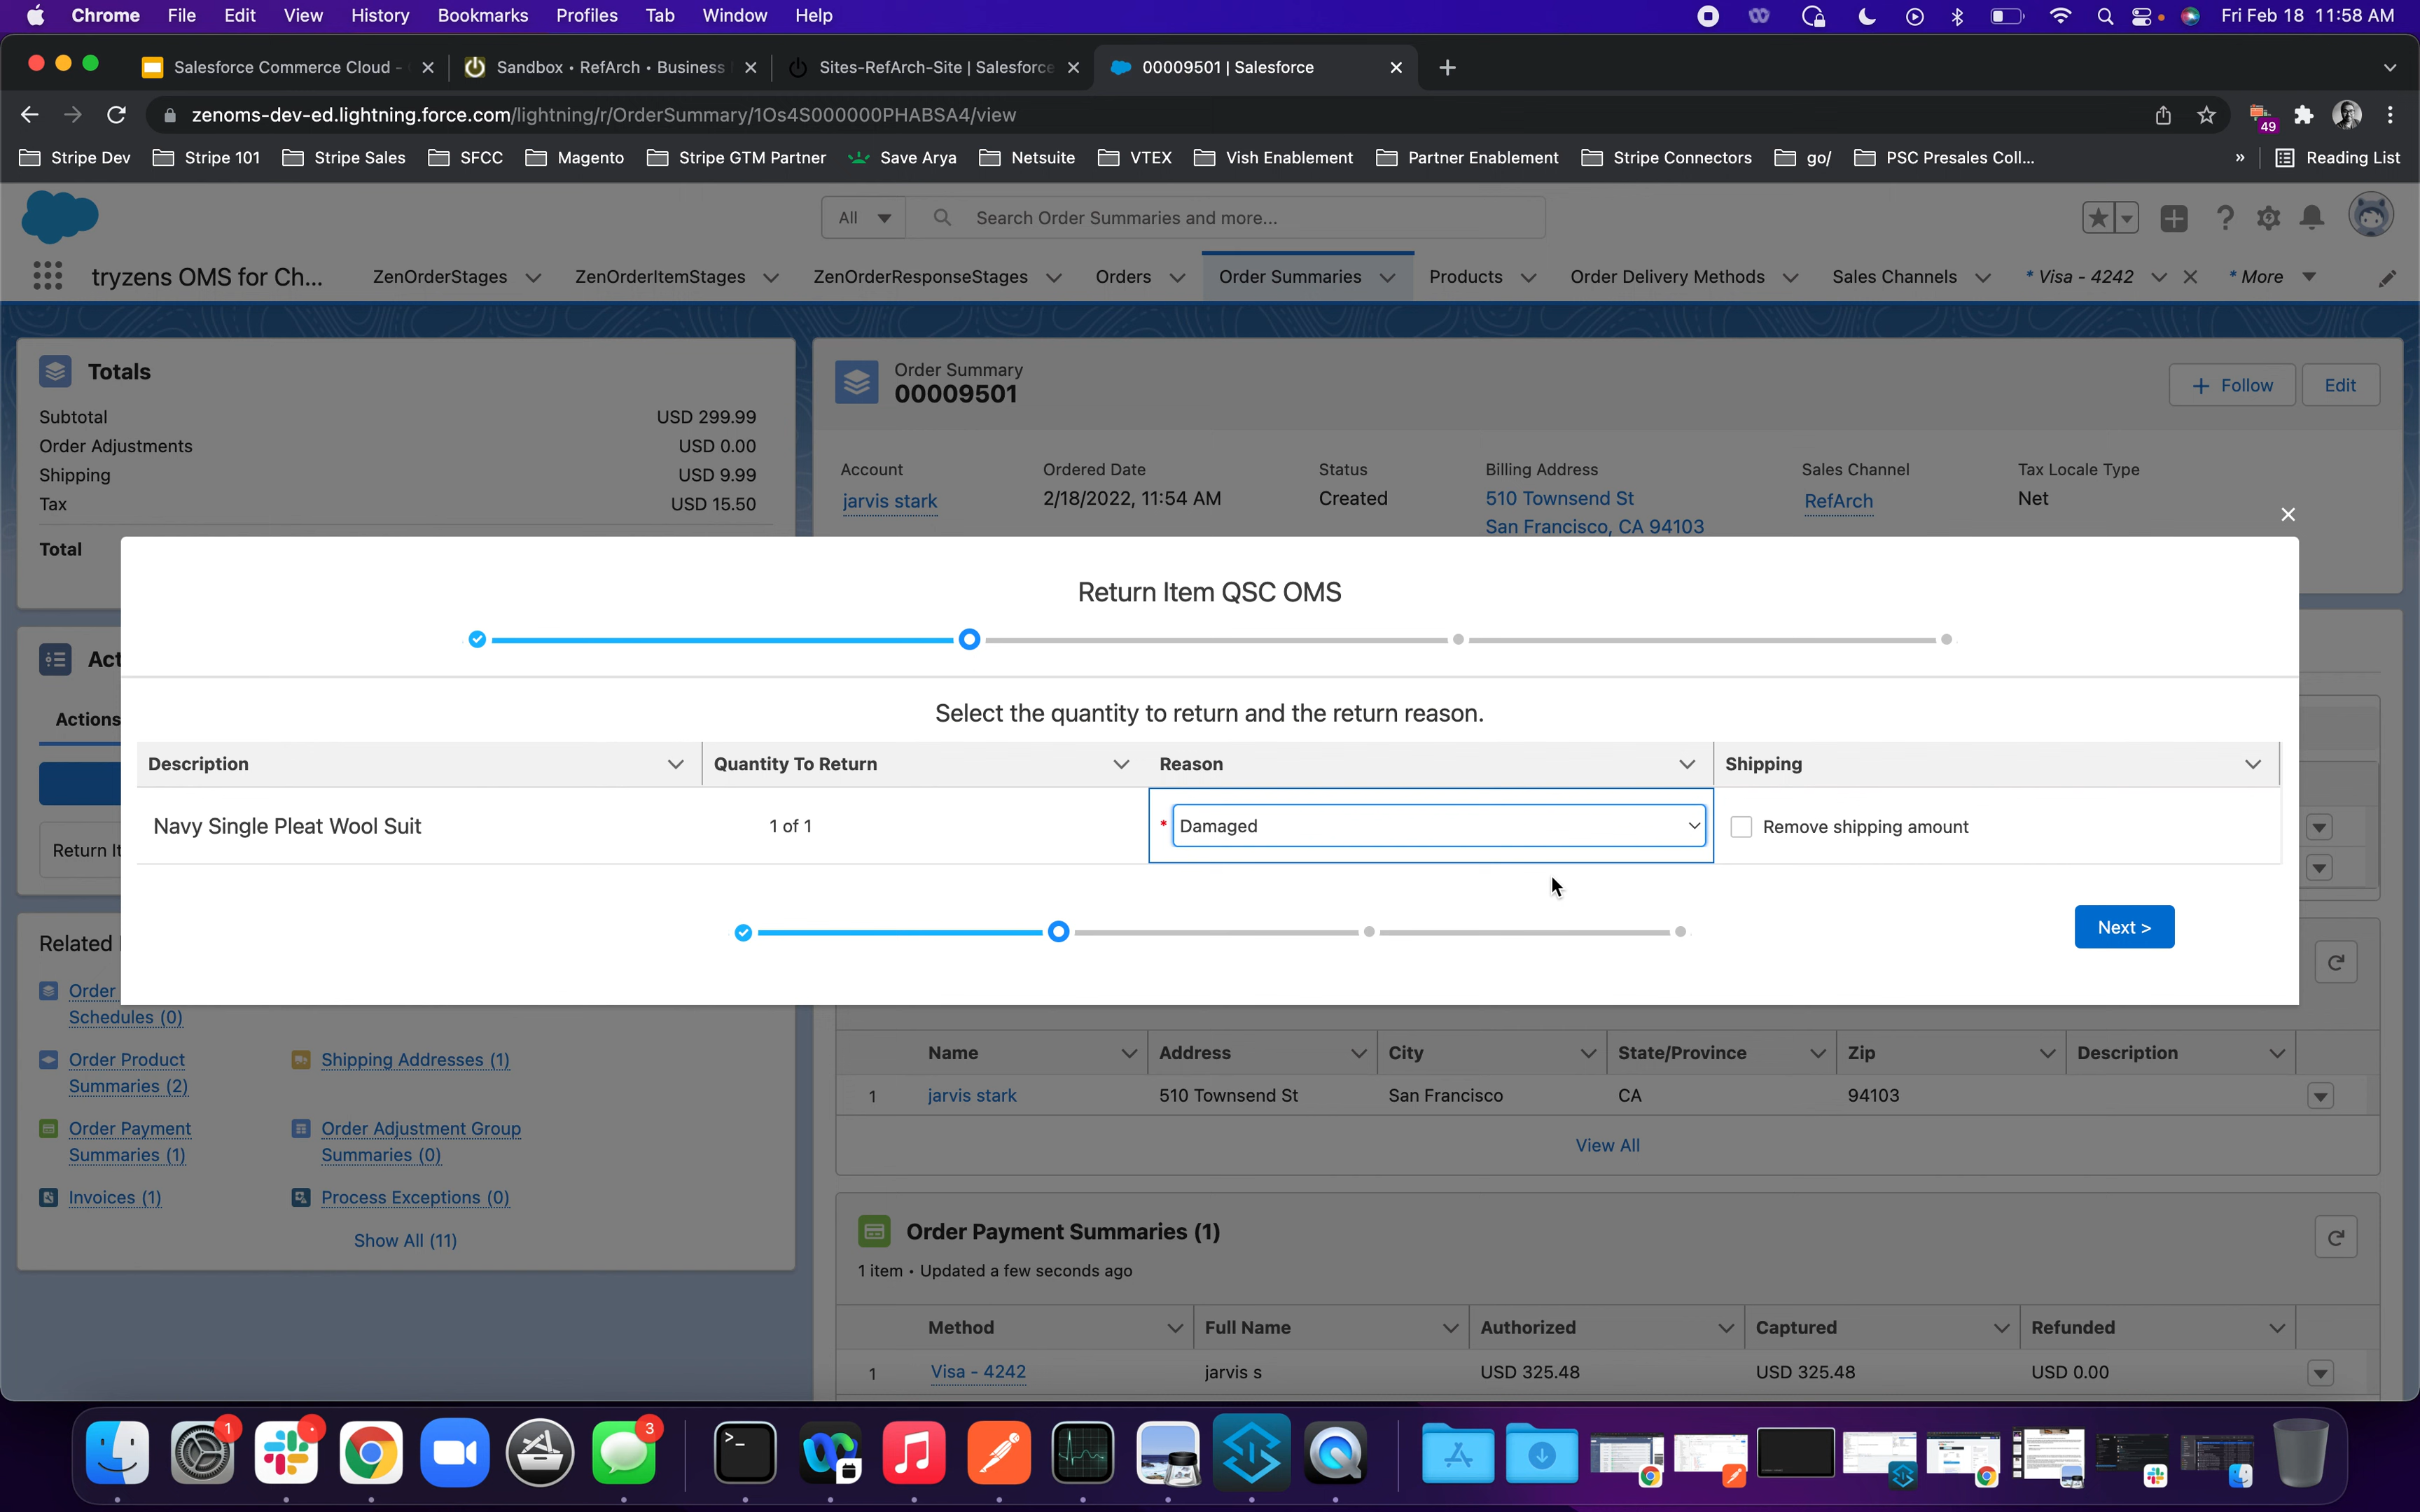 Chrome File Edit View History Bookmarks Profiles Tab Window Help Fri Feb 18 11:58 AM
Salesforce Commerce Cloud - Sandbox • RefArch • Business Sites-RefArch-Site | Salesforce 00009501 | Salesforce
zenoms-dev-ed.lightning.force.com/lightning/r/OrderSummary/1Os4S000000PHABSA4/view 49
Stripe Dev Stripe 101 Stripe Sales SFCC Magento Stripe GTM Partner Save Arya Netsuite VTEX Vish Enablement Partner Enablement Stripe Connectors go/ PSC Presales Coll... » Reading List
All Search Order Summaries and more...
tryzens OMS for Ch... ZenOrderStages ZenOrderItemStages ZenOrderResponseStages Orders Order Summaries Products Order Delivery Methods Sales Channels * Visa - 4242 * More
Totals
Subtotal USD 299.99
Order Adjustments USD 0.00
Shipping USD 9.99
Tax USD 15.50
Total
Order Summary
00009501
+ Follow Edit
Account Ordered Date Status Billing Address Sales Channel Tax Locale Type
jarvis stark 2/18/2022, 11:54 AM Created 510 Townsend St RefArch Net
San Francisco, CA 94103
Return Item QSC OMS
Select the quantity to return and the return reason.
Description Quantity To Return Reason Shipping
Navy Single Pleat Wool Suit 1 of 1 * Damaged Remove shipping amount
Next >
Act
Actions
Return It
Related
Order
Schedules (0)
Order Product
Summaries (2)
Shipping Addresses (1)
Order Payment
Summaries (1)
Order Adjustment Group
Summaries (0)
Invoices (1)
Process Exceptions (0)
Show All (11)
Name Address City State/Province Zip Description
1 jarvis stark 510 Townsend St San Francisco CA 94103
View All
Order Payment Summaries (1)
1 item • Updated a few seconds ago
Method Full Name Authorized Captured Refunded
1 Visa - 4242 jarvis s USD 325.48 USD 325.48 USD 0.00
1 3